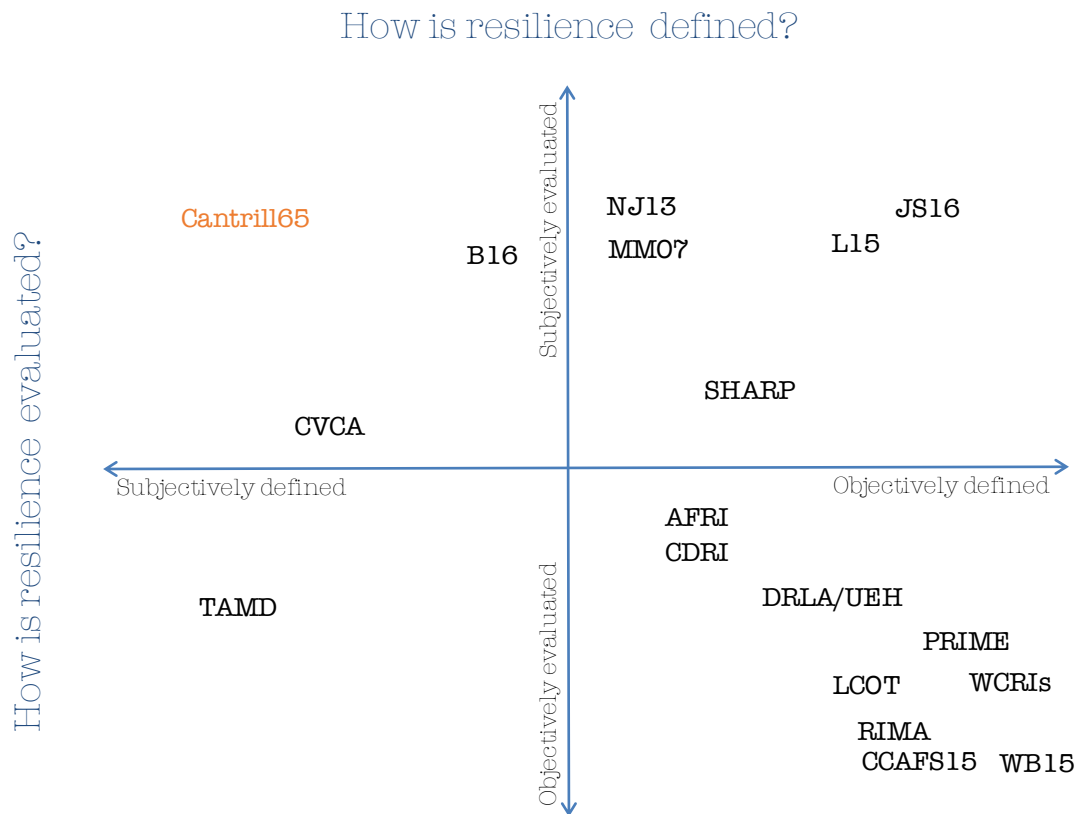 How is resilience defined?
How is resilience evaluated?
Subjectively evaluated
Cantril165
NJ13
JS16
B16
MM07
L15
SHARP
CVCA
Subjectively defined
Objectively defined
AFRI
CDRI
Objectively evaluated
TAMD
DRLA/UEH
PRIME
LCOT
WCRIs
RIMA
CCAFS15
WB15